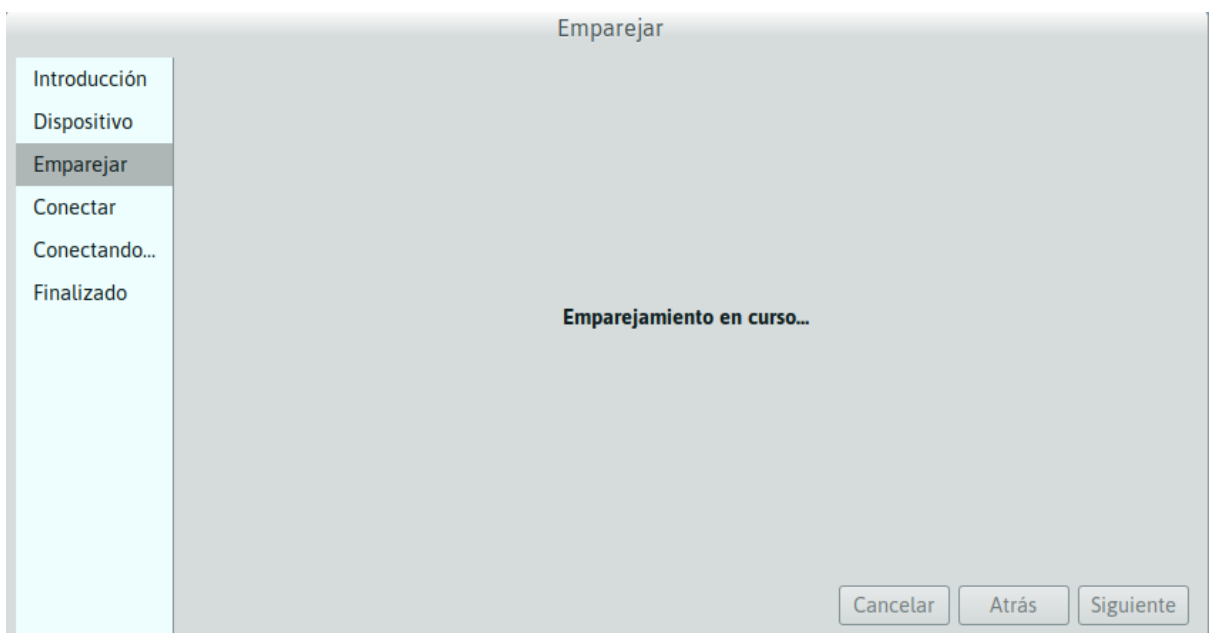 Emparejar
Introducción
Dispositivo
Emparejar
Conectar
Conectando...
Finalizado
Emparejamiento en curso...
Cancelar Atrás Siguiente